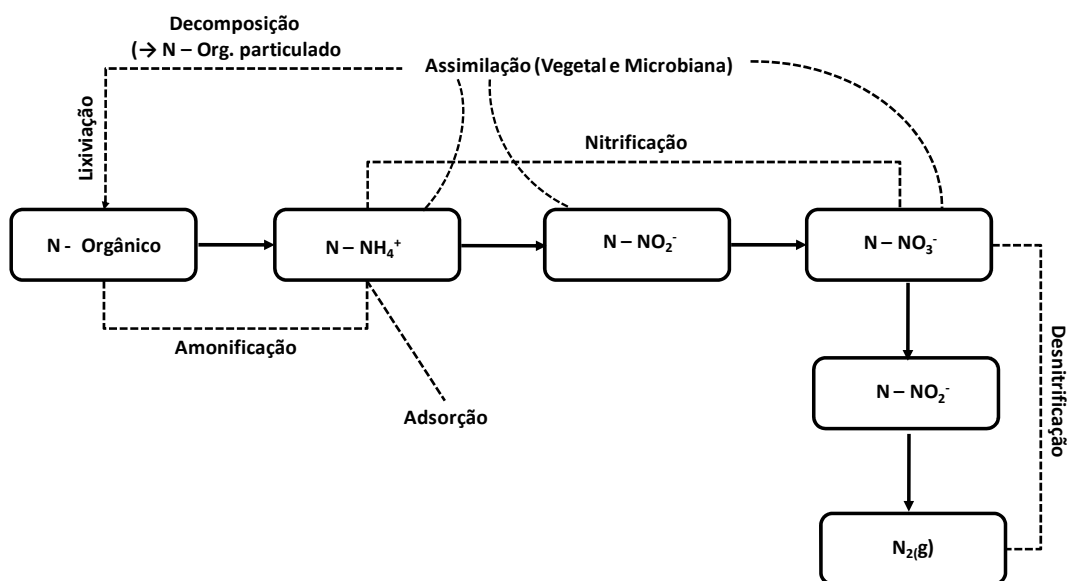 Decomposição
(→ N – Org. particulado
Assimilação (Vegetal e Microbiana)
Lixiviação
Nitrificação
N -  Orgânico
N – NH₄⁺
N – NO₂⁻
N – NO₃⁻
Amonificação
Adsorção
N – NO₂⁻
Desnitrificação
N₂(g)